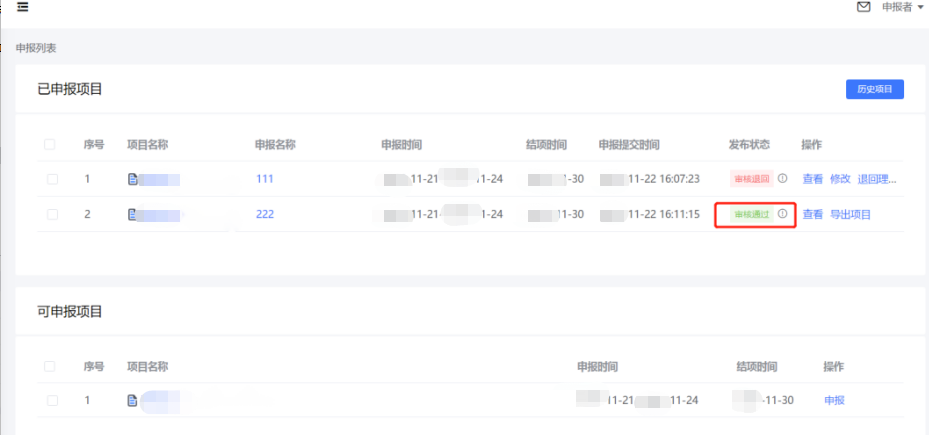 申报者
申报列表
已申报项目
历史项目
序号 项目名称 申报名称 申报时间 结项时间 申报提交时间 发布状态 操作
1 111 11-21 11-24 -30 11-22 16:07:23 审核退回 查看 修改 退回理...
2 222 11-21- 1-24 11-30 11-22 16:11:15 审核通过 查看 导出项目
可申报项目
序号 项目名称 申报时间 结项时间 操作
1 11-21 11-24 -11-30 申报